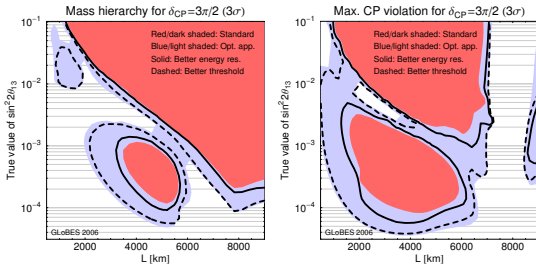 Mass hierarchy for δCP=3π/2 (3σ)
Red/dark shaded: Standard
Blue/light shaded: Opt. app.
Solid: Better energy res.
Dashed: Better threshold
True value of sin²2θ13
10⁻¹
10⁻²
10⁻³
10⁻⁴
GLoBES 2006
2000 4000 6000 8000
L [km]
Max. CP violation for δCP=3π/2 (3σ)
Red/dark shaded: Standard
Blue/light shaded: Opt. app.
Solid: Better energy res.
Dashed: Better threshold
True value of sin²2θ13
10⁻¹
10⁻²
10⁻³
10⁻⁴
GLoBES 2006
2000 4000 6000 8000
L [km]